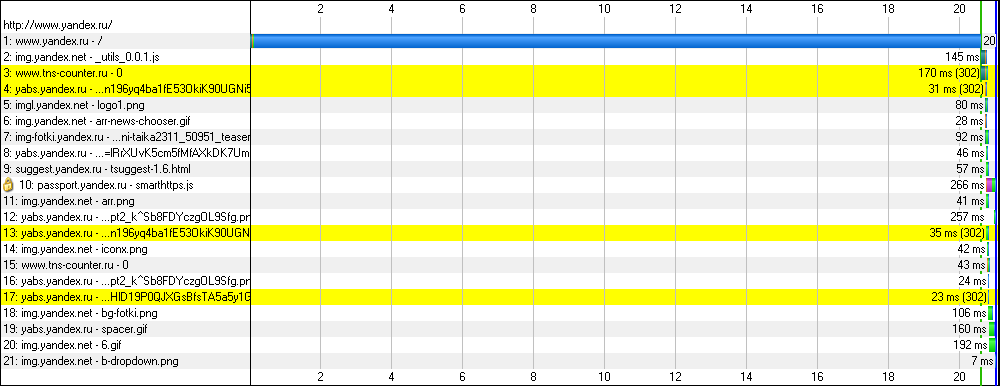 2 4 6 8 10 12 14 16 18 20
http://www.yandex.ru/
1: www.yandex.ru - / 20
2: img.yandex.net - _utils_0.0.1.js 145 ms
3: www.tns-counter.ru - 0 170 ms (302)
4: yabs.yandex.ru - ...n196yq4ba1fE53OkiK90UGNi5 31 ms (302)
5: imgl.yandex.net - logo1.png 80 ms
6: img.yandex.net - arr-news-chooser.gif 28 ms
7: img-fotki.yandex.ru - ...ni-taika2311_50951_teaser 92 ms
8: yabs.yandex.ru - ...=IRrXUvK5cm5fMfAXkDK7Um 46 ms
9: suggest.yandex.ru - tsuggest-1.6.html 57 ms
10: passport.yandex.ru - smarthttps.js 266 ms
11: img.yandex.net - arr.png 41 ms
12: yabs.yandex.ru - ...pt2_k^Sb8FDYczgOL9Sfg.pr 257 ms
13: yabs.yandex.ru - ...n196yq4ba1fE53OkiK90UGN 35 ms (302)
14: img.yandex.net - iconx.png 42 ms
15: www.tns-counter.ru - 0 43 ms
16: yabs.yandex.ru - ...pt2_k^Sb8FDYczgOL9Sfg.pr 24 ms
17: yabs.yandex.ru - ...HID19P0QJXGsBfsTA5a5y1G 23 ms (302)
18: img.yandex.net - bg-fotki.png 106 ms
19: yabs.yandex.ru - spacer.gif 160 ms
20: img.yandex.net - 6.gif 192 ms
21: img.yandex.net - b-dropdown.png 7 ms
2 4 6 8 10 12 14 16 18 20